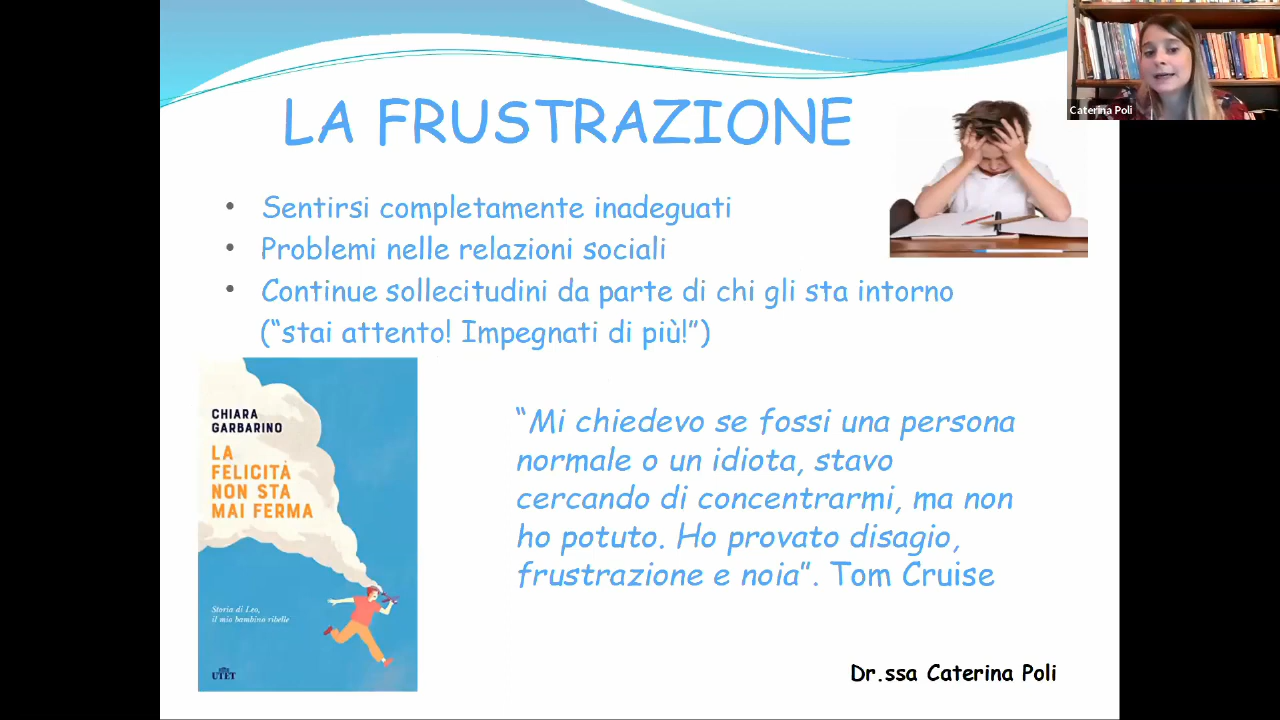 Caterina Poli
LA FRUSTRAZIONE
• Sentirsi completamente inadeguati
• Problemi nelle relazioni sociali
• Continue sollecitudini da parte di chi gli sta intorno
(“stai attento! Impegnati di più!”)
CHIARA
GARBARINO
LA
FELICITÀ
NON STA
MAI FERMA
Storia di Leo,
il mio bambino ribelle
UTET
“Mi chiedevo se fossi una persona
normale o un idiota, stavo
cercando di concentrarmi, ma non
ho potuto. Ho provato disagio,
frustrazione e noia”. Tom Cruise
Dr.ssa Caterina Poli